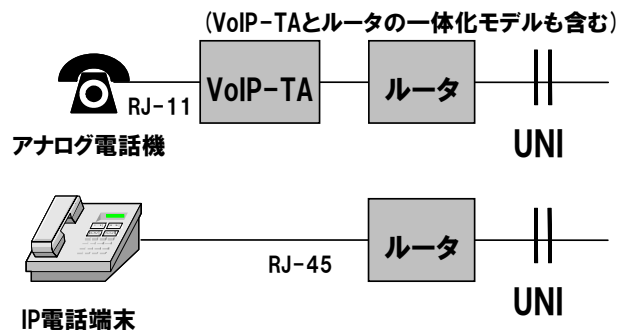 (VoIP-TAとルータの一体化モデルも含む)
VoIP-TA
ルータ
RJ-11
アナログ電話機
UNI
ルータ
RJ-45
UNI
IP電話端末